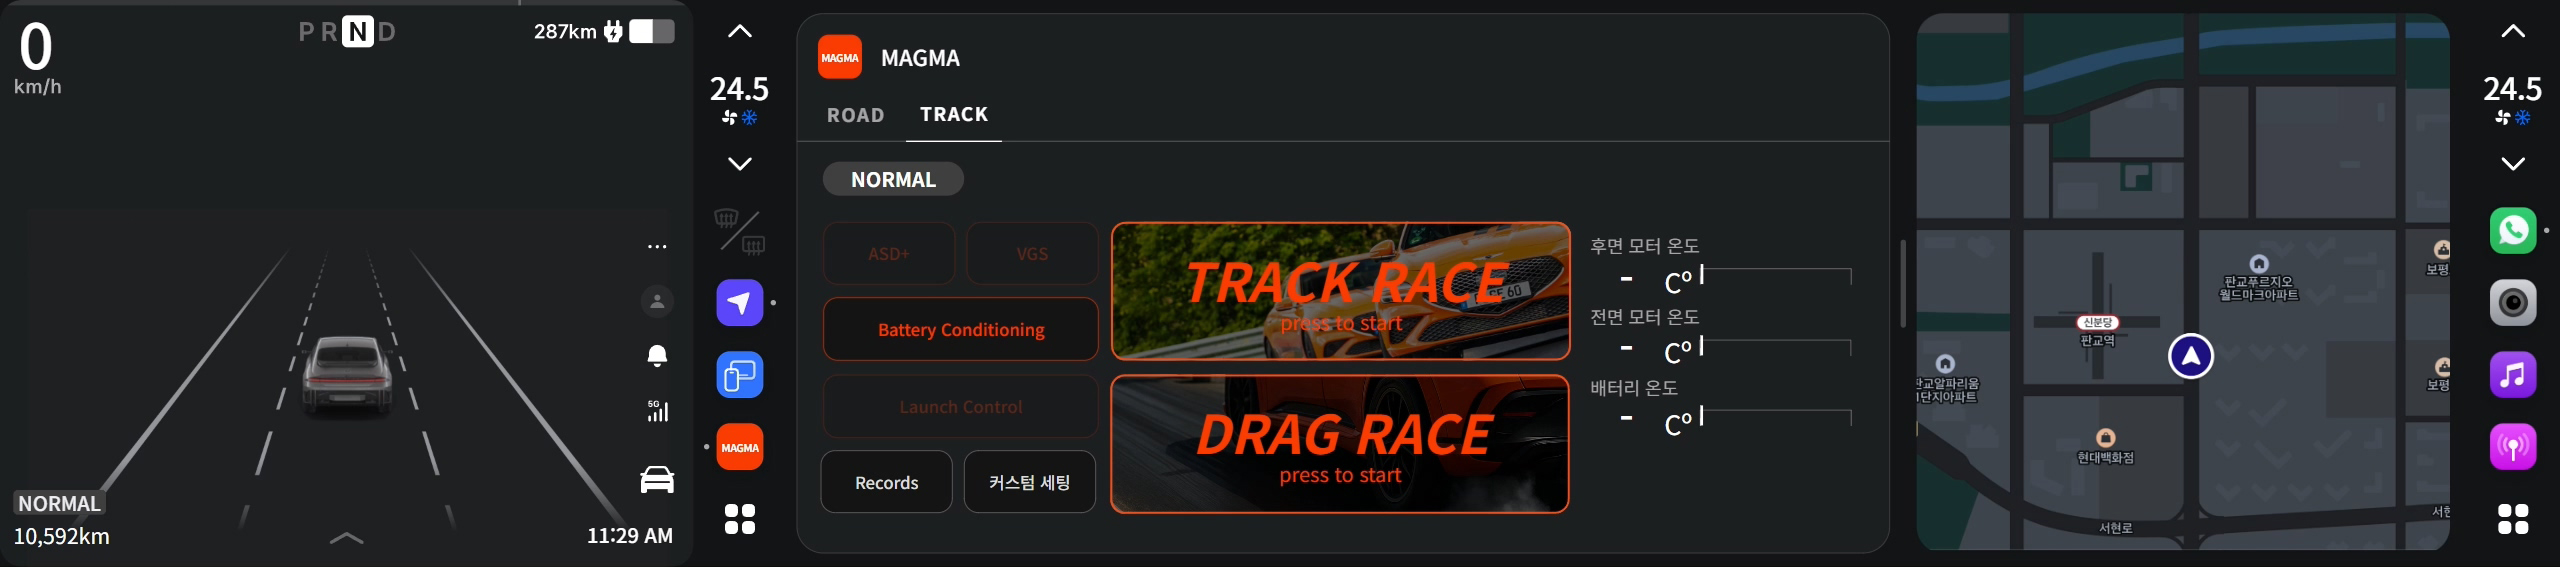 0
km/h
P R N D
287km
5G
NORMAL
10,592km
11:29 AM
24.5
MAGMA
MAGMA
MAGMA
ROAD
TRACK
NORMAL
ASD+
VGS
Battery Conditioning
Launch Control
Records
커스텀 세팅
TRACK RACE
press to start
DRAG RACE
press to start
후면 모터 온도
- Cº
전면 모터 온도
- Cº
배터리 온도
- Cº
판교푸르지오
월드마크아파트
신분당
판교역
보평
판교알파리움
1단지아파트
보평
현대백화점
서현로
서현
24.5